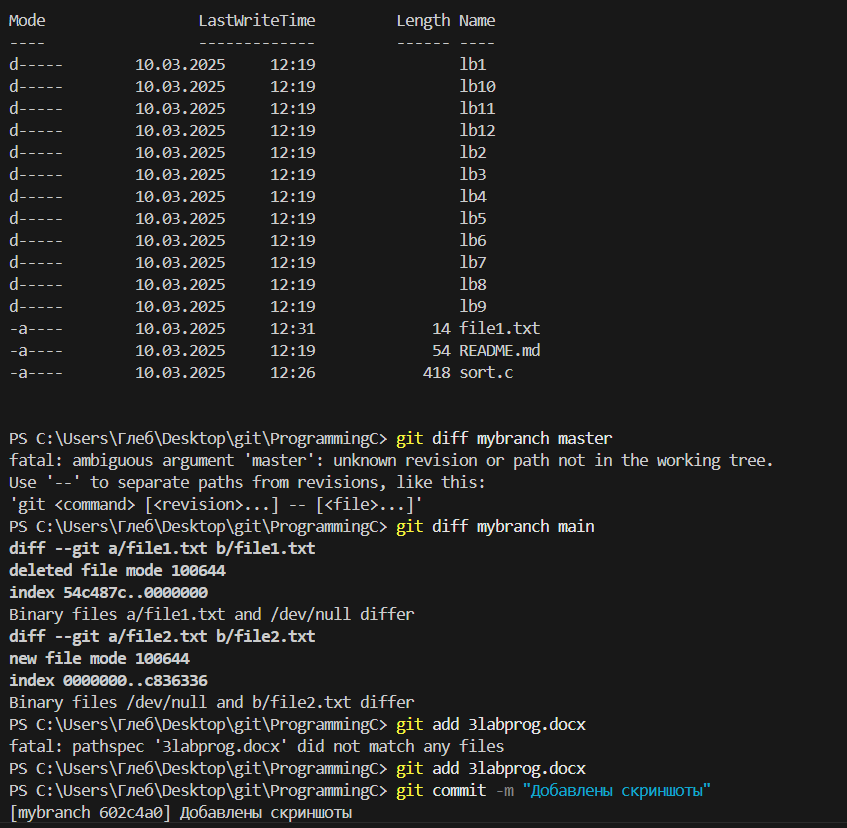 Mode                 LastWriteTime         Length Name
----                 -------------         ------ ----
d-----        10.03.2025     12:19                lb1
d-----        10.03.2025     12:19                lb10
d-----        10.03.2025     12:19                lb11
d-----        10.03.2025     12:19                lb12
d-----        10.03.2025     12:19                lb2
d-----        10.03.2025     12:19                lb3
d-----        10.03.2025     12:19                lb4
d-----        10.03.2025     12:19                lb5
d-----        10.03.2025     12:19                lb6
d-----        10.03.2025     12:19                lb7
d-----        10.03.2025     12:19                lb8
d-----        10.03.2025     12:19                lb9
-a----        10.03.2025     12:31             14 file1.txt
-a----        10.03.2025     12:19             54 README.md
-a----        10.03.2025     12:26            418 sort.c
PS C:\Users\Глеб\Desktop\git\ProgrammingC> git diff mybranch master
fatal: ambiguous argument 'master': unknown revision or path not in the working tree.
Use '--' to separate paths from revisions, like this:
'git <command> [<revision>...] -- [<file>...]'
PS C:\Users\Глеб\Desktop\git\ProgrammingC> git diff mybranch main
diff --git a/file1.txt b/file1.txt
deleted file mode 100644
index 54c487c..0000000
Binary files a/file1.txt and /dev/null differ
diff --git a/file2.txt b/file2.txt
new file mode 100644
index 0000000..c836336
Binary files /dev/null and b/file2.txt differ
PS C:\Users\Глеб\Desktop\git\ProgrammingC> git add 3labprog.docx
fatal: pathspec '3labprog.docx' did not match any files
PS C:\Users\Глеб\Desktop\git\ProgrammingC> git add 3labprog.docx
PS C:\Users\Глеб\Desktop\git\ProgrammingC> git commit -m "Добавлены скриншоты"
[mybranch 602c4a0] Добавлены скриншоты